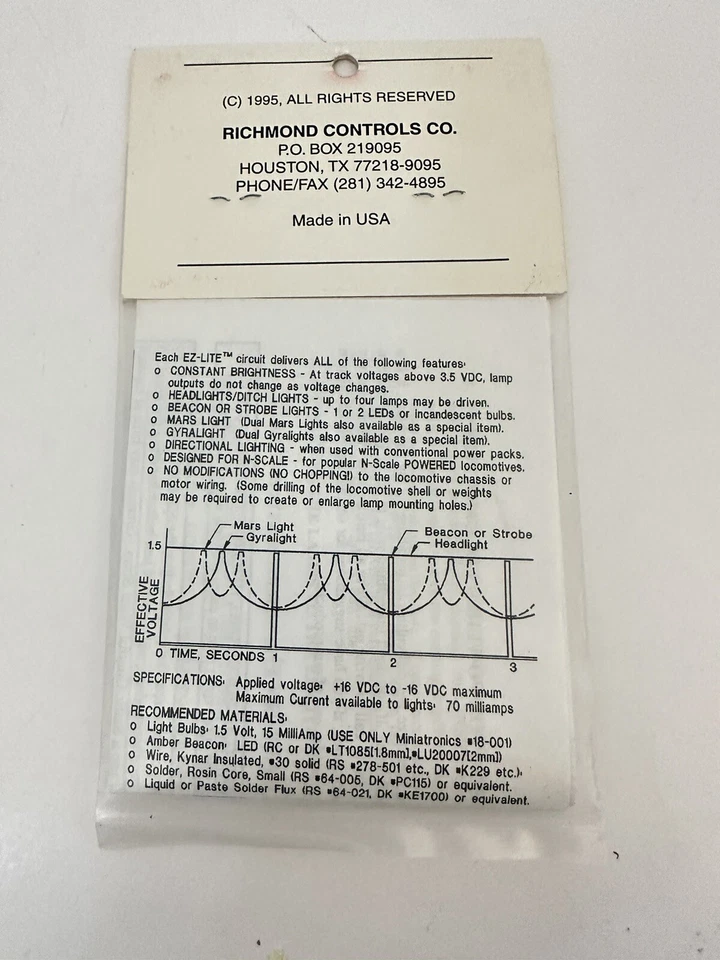 (C) 1995, ALL RIGHTS RESERVED
RICHMOND CONTROLS CO.
P.O. BOX 219095
HOUSTON, TX 77218-9095
PHONE/FAX (281) 342-4895
Made in USA
Each EZ-LITE™ circuit delivers ALL of the following features:
o CONSTANT BRIGHTNESS - At track voltages above 3.5 VDC, lamp
outputs do not change as voltage changes.
o HEADLIGHTS/DITCH LIGHTS - up to four lamps may be driven.
o BEACON OR STROBE LIGHTS - 1 or 2 LEDs or incandescent bulbs.
o MARS LIGHT (Dual Mars Lights also available as a special item).
o GYRALIGHT (Dual Gyralights also available as a special item).
o DIRECTIONAL LIGHTING - when used with conventional power packs.
o DESIGNED FOR N-SCALE - for popular N-Scale POWERED locomotives.
o NO MODIFICATIONS (NO CHOPPING!) to the locomotive chassis or
motor wiring. (Some drilling of the locomotive shell or weights
may be required to create or enlarge lamp mounting holes.)
Mars Light
Gyralight
Beacon or Strobe
Headlight
1.5
EFFECTIVE
VOLTAGE
0 TIME, SECONDS 1
2
3
SPECIFICATIONS: Applied voltage: +16 VDC to -16 VDC maximum
Maximum Current available to lights: 70 milliamps
RECOMMENDED MATERIALS:
o Light Bulbs: 1.5 Volt, 15 MilliAmp (USE ONLY Miniatronics #18-001)
o Amber Beacon: LED (RC or DK #LT1085[1.8mm],#LU20007[2mm])
o Wire, Kynar Insulated, #30 solid (RS #278-501 etc., DK #K229 etc.).
o Solder, Rosin Core, Small (RS #64-005, DK #PC115) or equivalent.
o Liquid or Paste Solder Flux (RS #64-021, DK #KE1700) or equivalent.